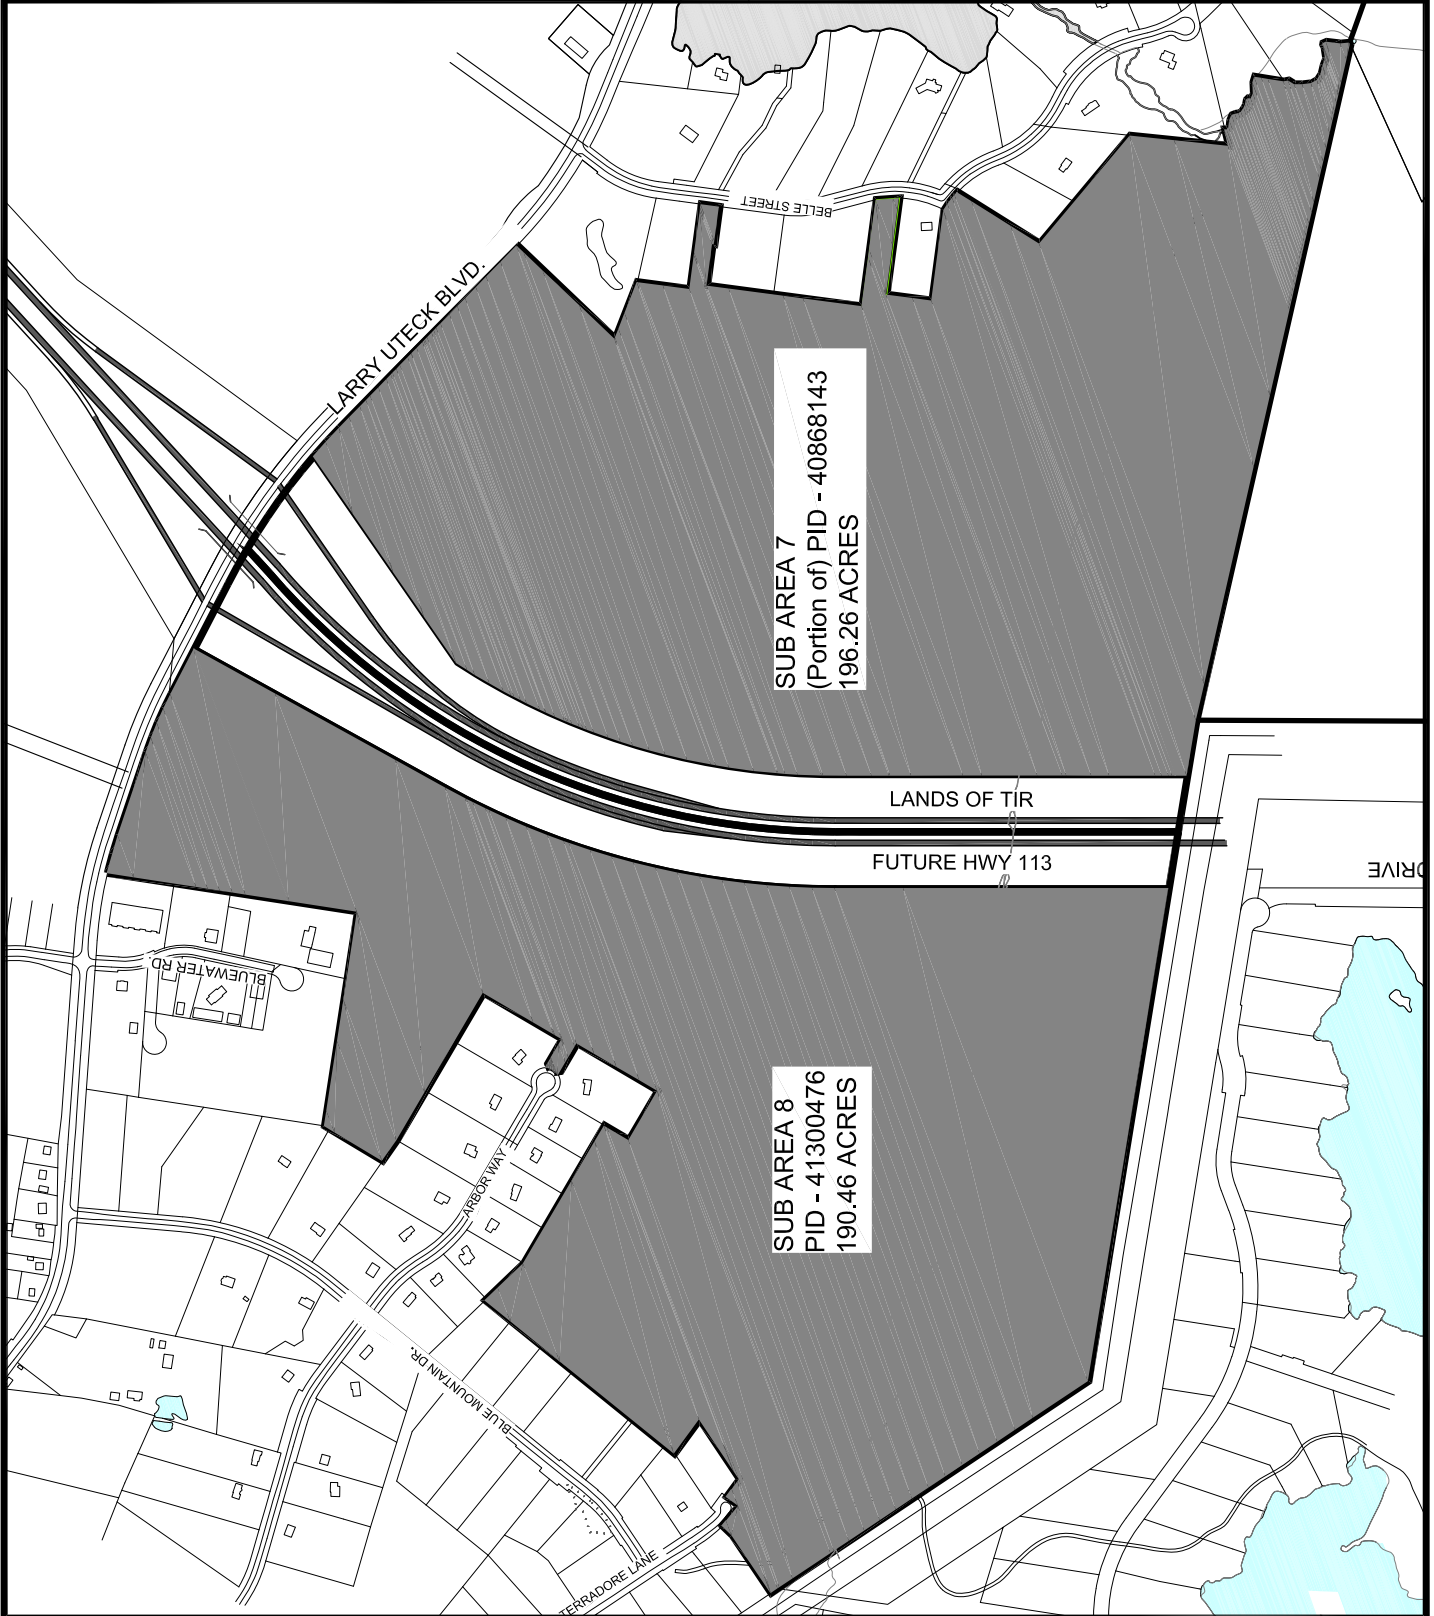 BELLE STREET
LARRY UTECK BLVD.
SUB AREA 7
(Portion of) PID - 40868143
196.26 ACRES
LANDS OF TIR
FUTURE HWY 113
DRIVE
BLUEWATER RD.
SUB AREA 8
PID - 41300476
190.46 ACRES
ARBOR WAY
BLUE MOUNTAIN DR.
TERRADORE LANE